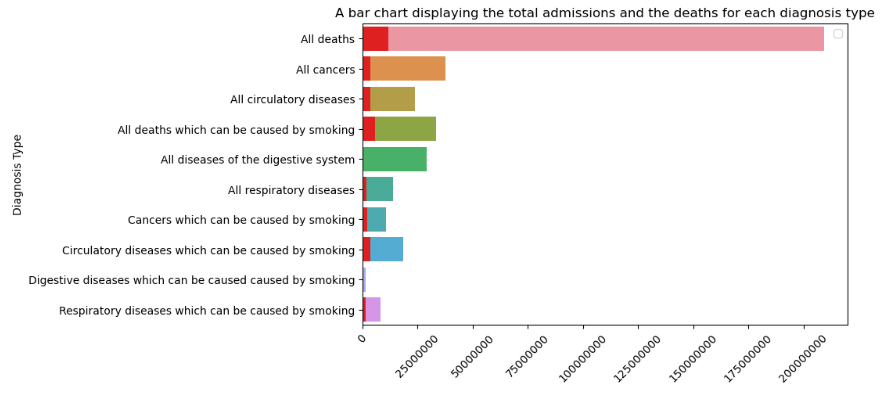 A bar chart displaying the total admissions and the deaths for each diagnosis type
Diagnosis Type
All deaths
All cancers
All circulatory diseases
All deaths which can be caused by smoking
All diseases of the digestive system
All respiratory diseases
Cancers which can be caused by smoking
Circulatory diseases which can be caused by smoking
Digestive diseases which can be caused caused by smoking
Respiratory diseases which can be caused by smoking
0
25000000
50000000
75000000
100000000
125000000
150000000
175000000
200000000